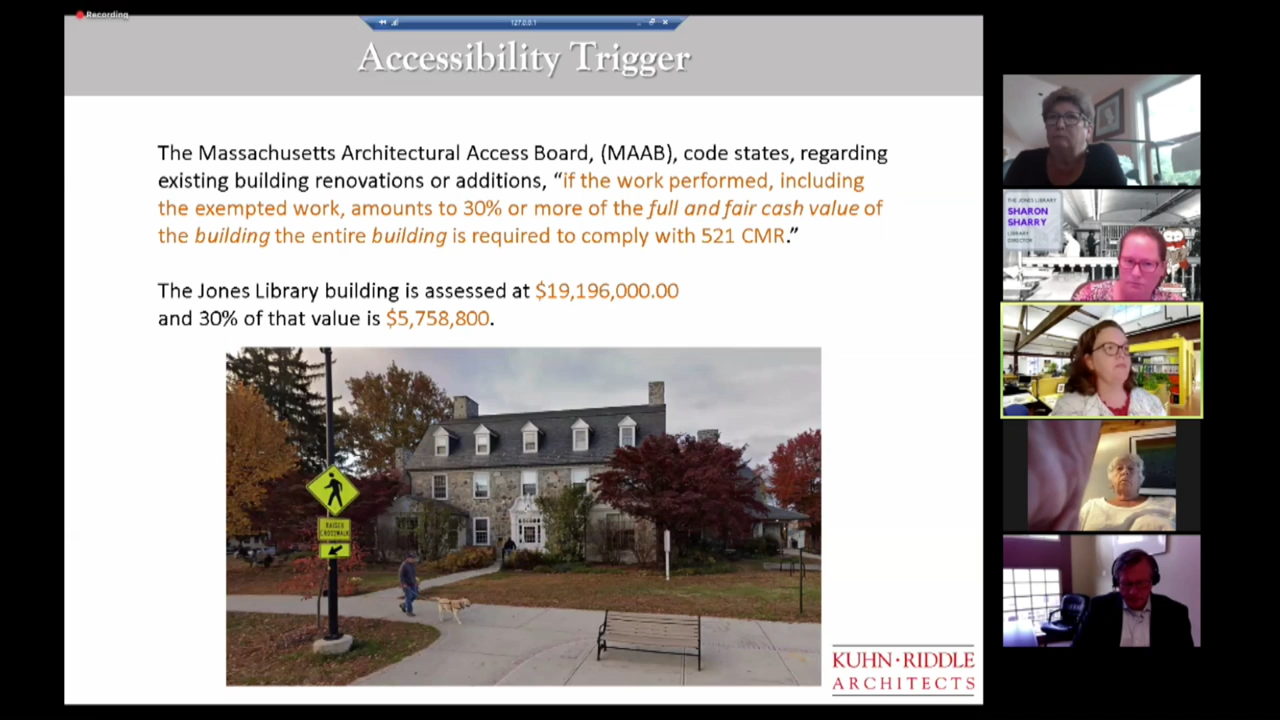 Recording
127.0.0.1
Accessibility Trigger
The Massachusetts Architectural Access Board, (MAAB), code states, regarding
existing building renovations or additions, “if the work performed, including
the exempted work, amounts to 30% or more of the full and fair cash value of
the building the entire building is required to comply with 521 CMR.”
The Jones Library building is assessed at $19,196,000.00
and 30% of that value is $5,758,800.
RAISED
CROSSWALK
KUHN·RIDDLE
ARCHITECTS
THE JONES LIBRARY
SHARON
SHARRY
LIBRARY
DIRECTOR